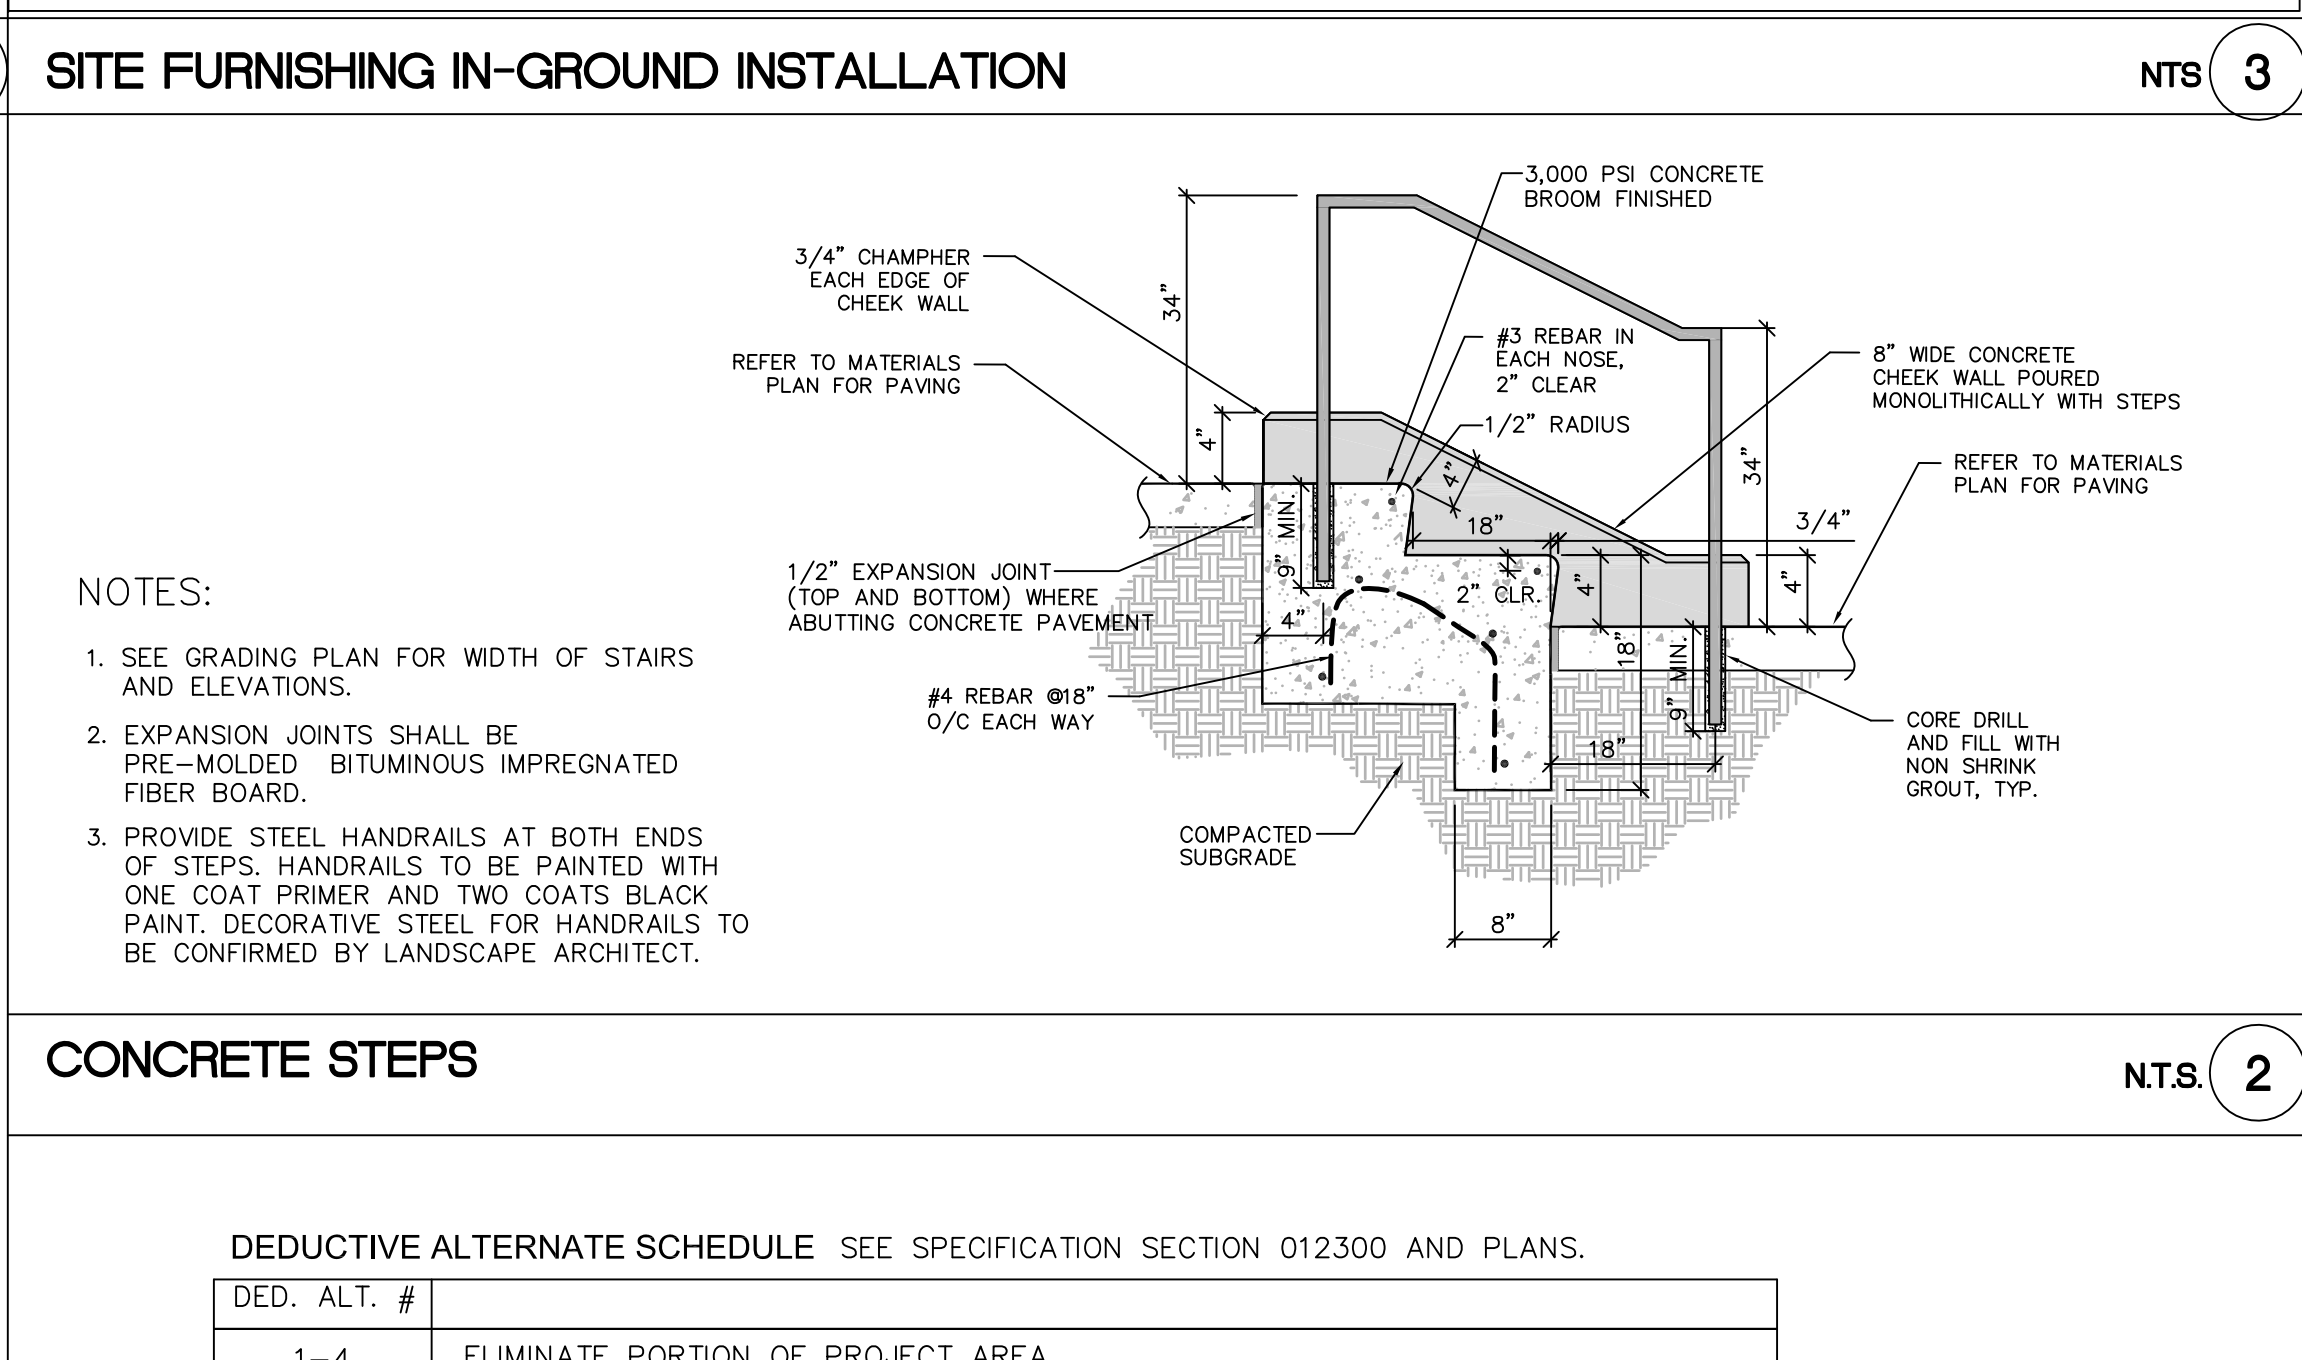 SITE FURNISHING IN-GROUND INSTALLATION
NTS 3
3,000 PSI CONCRETE
BROOM FINISHED
3/4" CHAMPHER
EACH EDGE OF
CHEEK WALL
34"
#3 REBAR IN
EACH NOSE,
2" CLEAR
8" WIDE CONCRETE
CHEEK WALL POURED
MONOLITHICALLY WITH STEPS
REFER TO MATERIALS
PLAN FOR PAVING
4"
1/2" RADIUS
4"
34"
REFER TO MATERIALS
PLAN FOR PAVING
9" MIN.
18"
3/4"
1/2" EXPANSION JOINT
(TOP AND BOTTOM) WHERE
ABUTTING CONCRETE PAVEMENT
2" CLR.
4"
4"
4"
18"
9" MIN.
18"
#4 REBAR @18"
O/C EACH WAY
CORE DRILL
AND FILL WITH
NON SHRINK
GROUT, TYP.
COMPACTED
SUBGRADE
8"
NOTES:
1. SEE GRADING PLAN FOR WIDTH OF STAIRS
AND ELEVATIONS.
2. EXPANSION JOINTS SHALL BE
PRE-MOLDED BITUMINOUS IMPREGNATED
FIBER BOARD.
3. PROVIDE STEEL HANDRAILS AT BOTH ENDS
OF STEPS. HANDRAILS TO BE PAINTED WITH
ONE COAT PRIMER AND TWO COATS BLACK
PAINT. DECORATIVE STEEL FOR HANDRAILS TO
BE CONFIRMED BY LANDSCAPE ARCHITECT.
CONCRETE STEPS
N.T.S. 2
DEDUCTIVE ALTERNATE SCHEDULE SEE SPECIFICATION SECTION 012300 AND PLANS.
DED. ALT. #
1-4 ELIMINATE PORTION OF PROJECT AREA